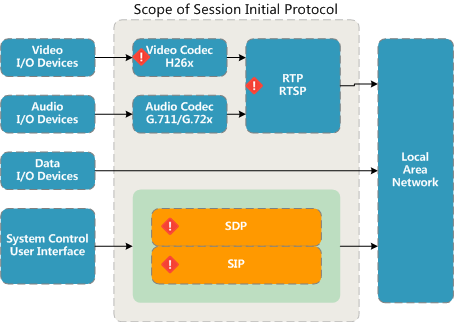 Scope of Session Initial Protocol
Video
I/O Devices
Video Codec
H26x
RTP
RTSP
Audio
I/O Devices
Audio Codec
G.711/G.72x
Data
I/O Devices
Local
Area
Network
System Control
User Interface
SDP
SIP